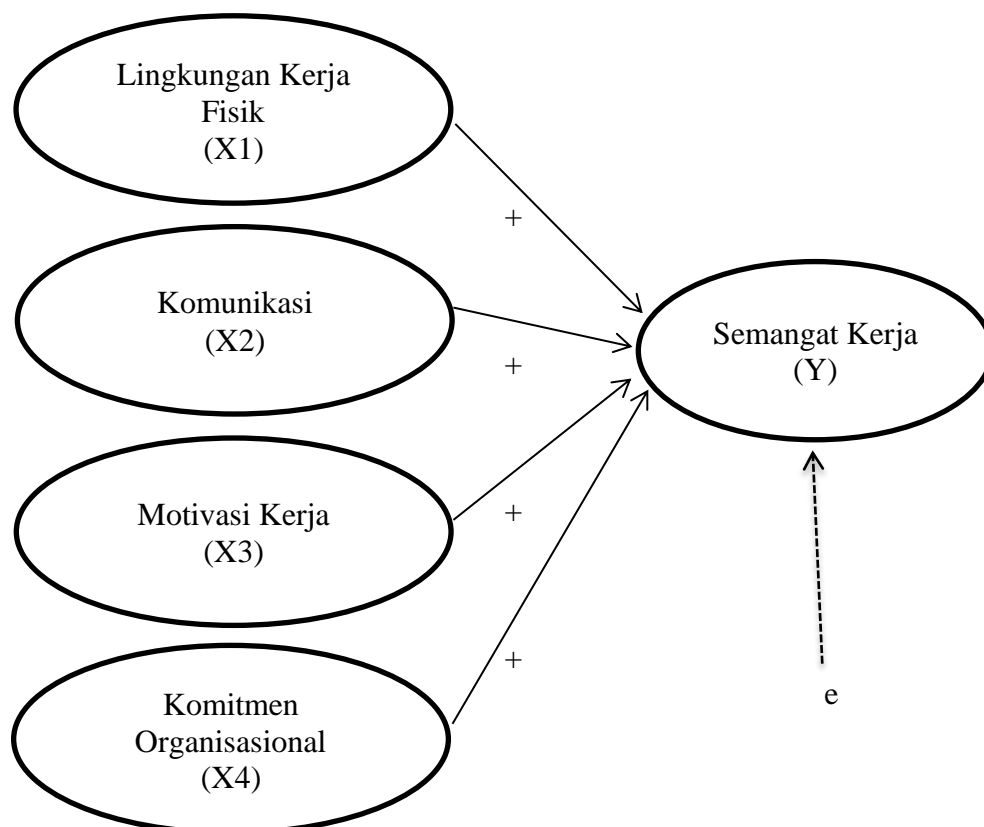 Lingkungan Kerja
Fisik
(X1)
+
Komunikasi
(X2)
+
Semangat Kerja
(Y)
Motivasi Kerja
(X3)
+
+
Komitmen
Organisasional
(X4)
e